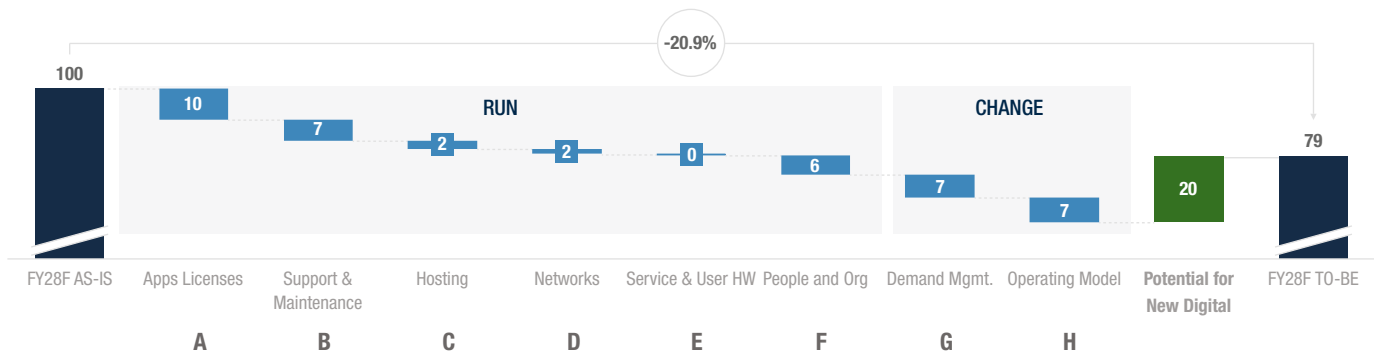 -20.9%
100
RUN
CHANGE
10
7
2
2
0
6
7
7
20
79
FY28F AS-IS
Apps Licenses
Support &
Maintenance
Hosting
Networks
Service & User HW
People and Org
Demand Mgmt.
Operating Model
Potential for
New Digital
FY28F TO-BE
A
B
C
D
E
F
G
H